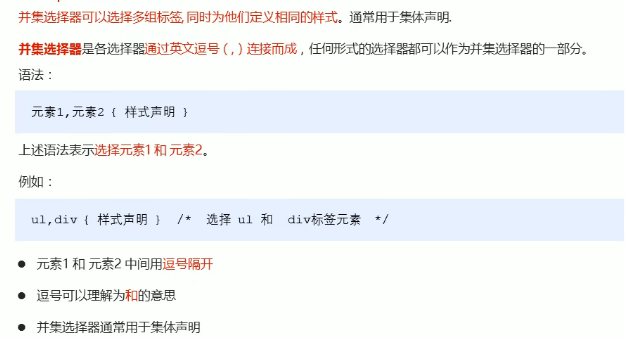 并集选择器可以选择多组标签,同时为他们定义相同的样式。通常用于集体声明.
并集选择器是各选择器通过英文逗号(,)连接而成，任何形式的选择器都可以作为并集选择器的一部分。
语法：
元素1,元素2 { 样式声明 }
上述语法表示选择元素1 和 元素2。
例如：
ul,div { 样式声明 } /* 选择 ul 和 div标签元素 */
● 元素1 和 元素2 中间用逗号隔开
● 逗号可以理解为和的意思
● 并集选择器通常用于集体声明